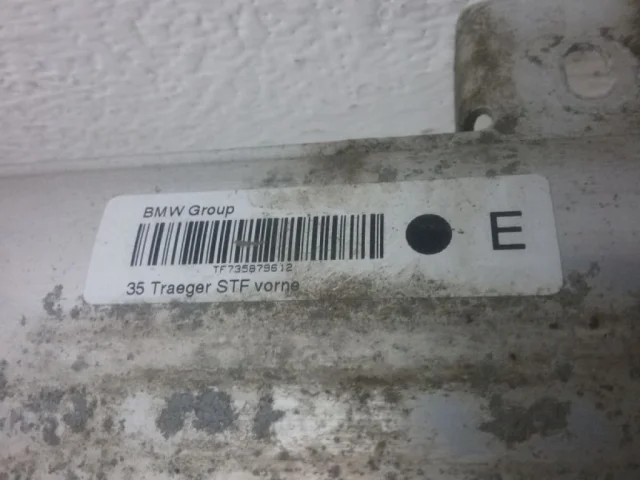 BMW Group
E
TF735879612
35 Traeger STF vorne